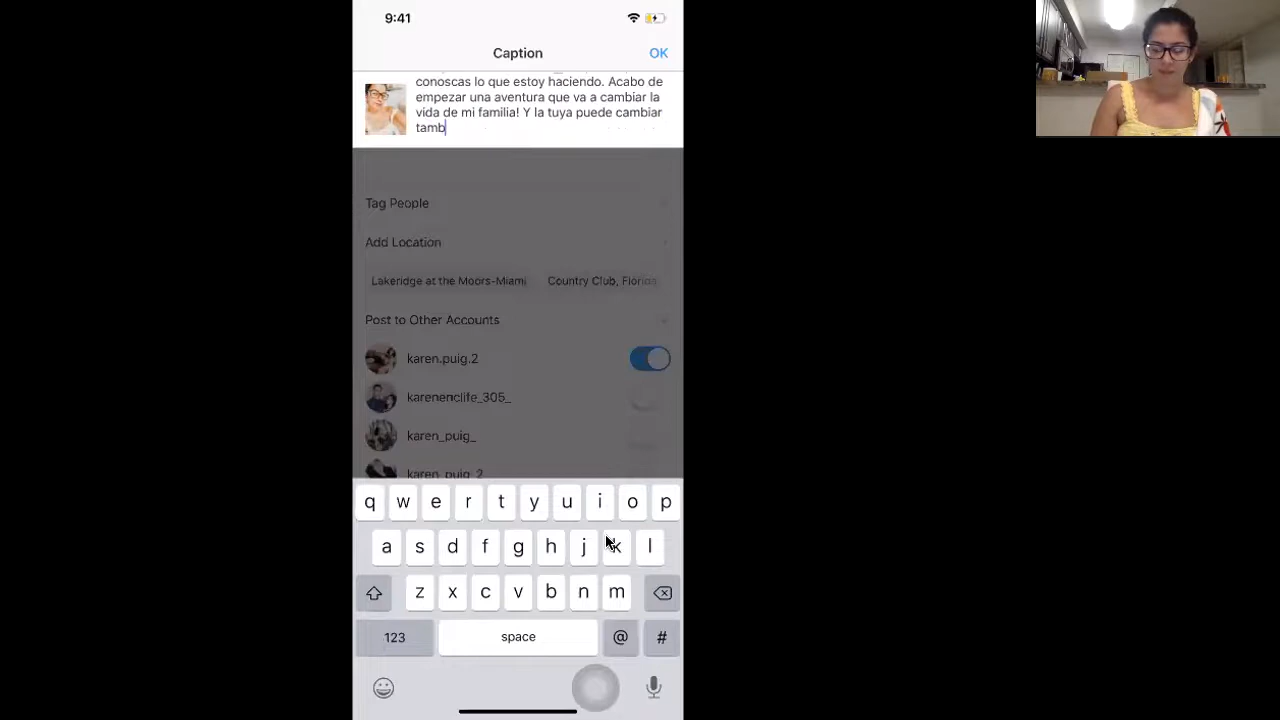 9:41
Caption
OK
conoscas lo que estoy haciendo. Acabo de
empezar una aventura que va a cambiar la
vida de mi familia! Y la tuya puede cambiar
tamb
Tag People
Add Location
Lakeridge at the Moors-Miami
Country Club, Florida
Post to Other Accounts
karen.puig.2
karenenclife_305_
karen_puig_
karen_puig_2
q w e r t y u i o p
a s d f g h j k l
z x c v b n m
123
space
@
#